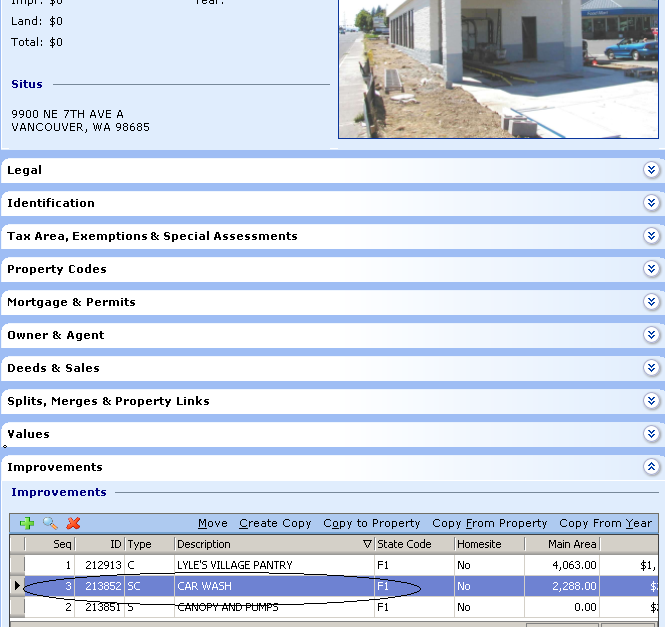 Impr: $0 Year:
Land: $0
Total: $0
Situs
9900 NE 7TH AVE A
VANCOUVER, WA 98685
Legal
Identification
Tax Area, Exemptions & Special Assessments
Property Codes
Mortgage & Permits
Owner & Agent
Deeds & Sales
Splits, Merges & Property Links
Values
Improvements
Improvements
Move Create Copy Copy to Property Copy From Property Copy From Year
Seq ID Type Description State Code Homesite Main Area
1 212913 C LYLE'S VILLAGE PANTRY F1 No 4,063.00 $1,
3 213852 SC CAR WASH F1 No 2,288.00 $
2 213851 S CANOPY AND PUMPS F1 No 0.00 $